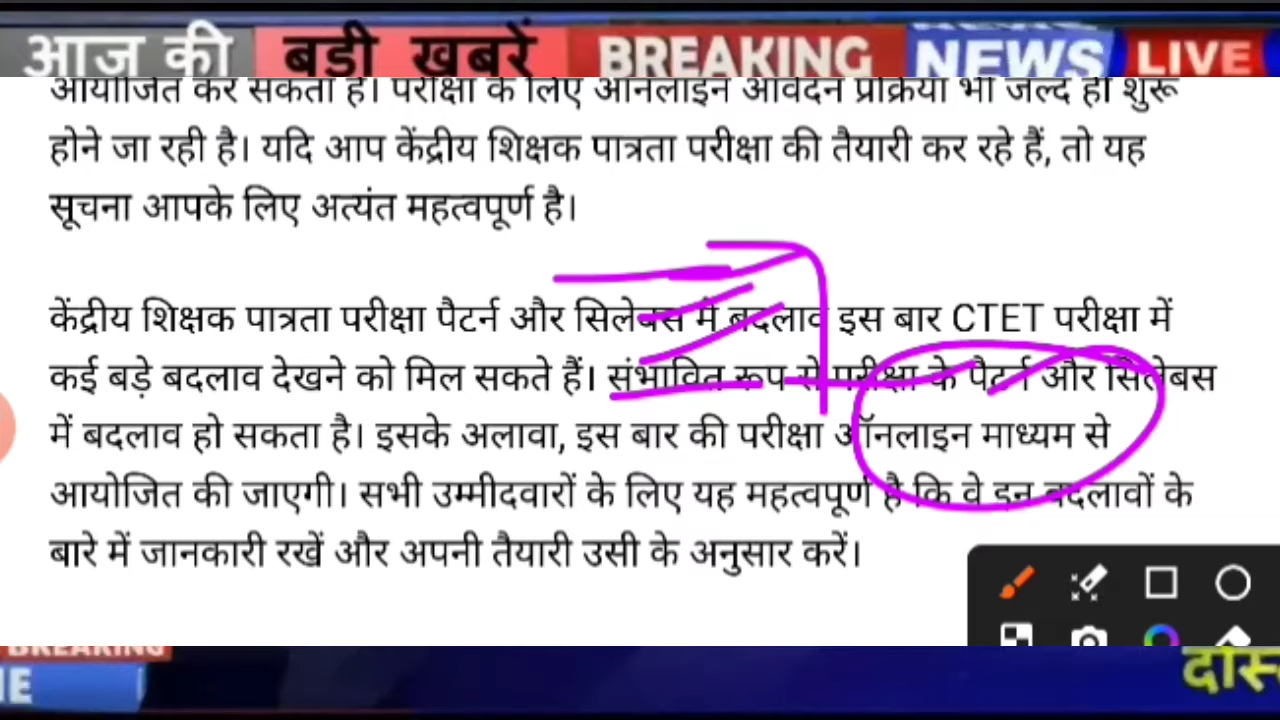 आज की बड़ी खबरें BREAKING NEWS LIVE
आयोजित कर सकता है। परीक्षा के लिए ऑनलाइन आवेदन प्रक्रिया भी जल्द ही शुरू
होने जा रही है। यदि आप केंद्रीय शिक्षक पात्रता परीक्षा की तैयारी कर रहे हैं, तो यह
सूचना आपके लिए अत्यंत महत्वपूर्ण है।
केंद्रीय शिक्षक पात्रता परीक्षा पैटर्न और सिलेबस में बदलाव इस बार CTET परीक्षा में
कई बड़े बदलाव देखने को मिल सकते हैं। संभावित रूप से परीक्षा के पैटर्न और सिलेबस
में बदलाव हो सकता है। इसके अलावा, इस बार की परीक्षा ऑनलाइन माध्यम से
आयोजित की जाएगी। सभी उम्मीदवारों के लिए यह महत्वपूर्ण है कि वे इन बदलावों के
बारे में जानकारी रखें और अपनी तैयारी उसी के अनुसार करें।
BREAKING